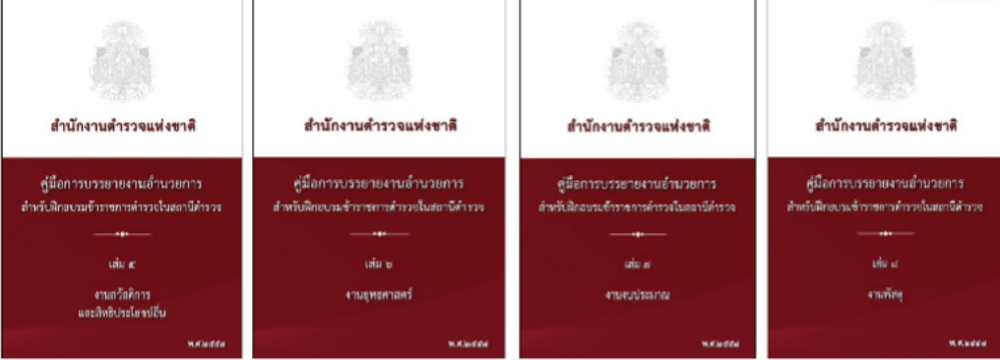 สำนักงานตำรวจแห่งชาติ
คู่มือการบรรยายงานอำนวยการ
สำหรับฝึกอบรมข้าราชการตำรวจในสถานีตำรวจ
เล่ม ๕
งานสวัสดิการ
และสิทธิประโยชน์อื่น
พ.ศ.๒๕๕๘
สำนักงานตำรวจแห่งชาติ
คู่มือการบรรยายงานอำนวยการ
สำหรับฝึกอบรมข้าราชการตำรวจในสถานีตำรวจ
เล่ม ๖
งานยุทธศาสตร์
พ.ศ.๒๕๕๘
สำนักงานตำรวจแห่งชาติ
คู่มือการบรรยายงานอำนวยการ
สำหรับฝึกอบรมข้าราชการตำรวจในสถานีตำรวจ
เล่ม ๗
งานงบประมาณ
พ.ศ.๒๕๕๘
สำนักงานตำรวจแห่งชาติ
คู่มือการบรรยายงานอำนวยการ
สำหรับฝึกอบรมข้าราชการตำรวจในสถานีตำรวจ
เล่ม ๘
งานพัสดุ
พ.ศ.๒๕๕๘